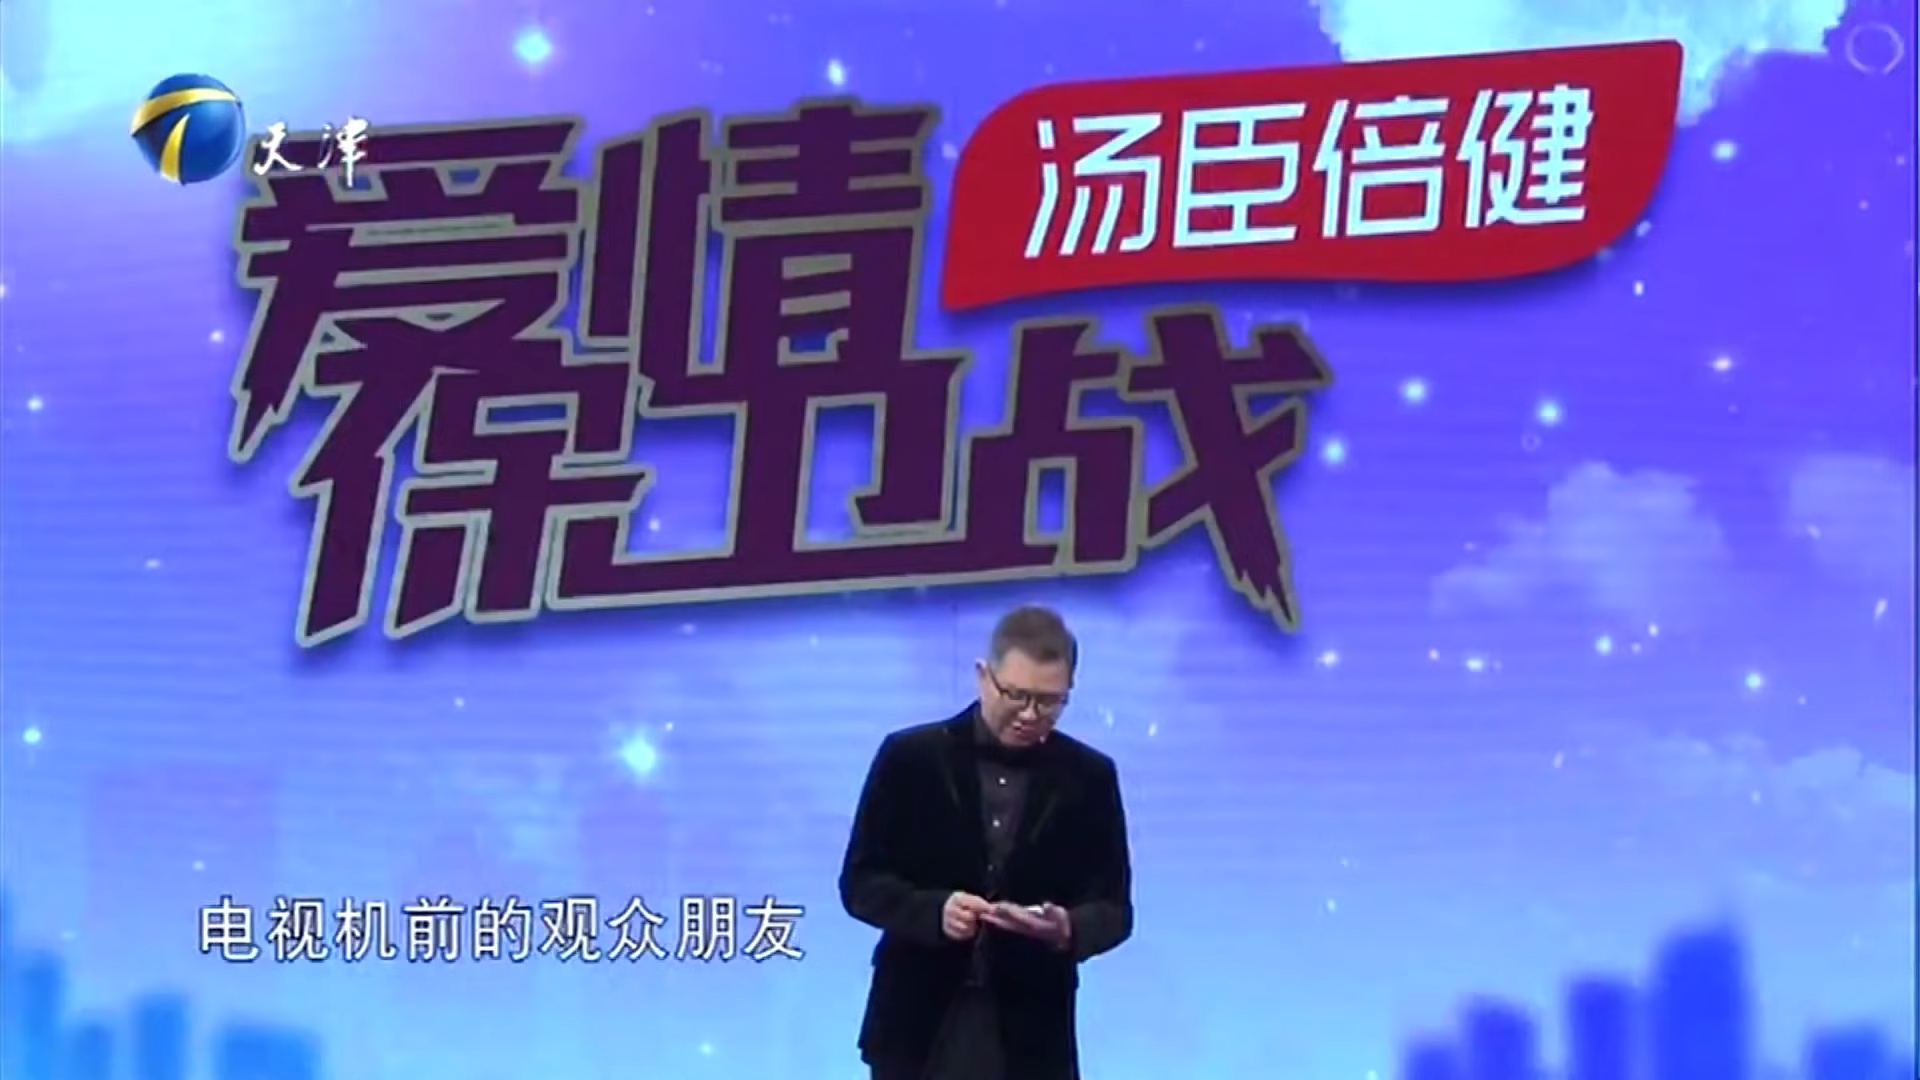 天津
汤臣倍健
爱情
保卫战
电视机前的观众朋友